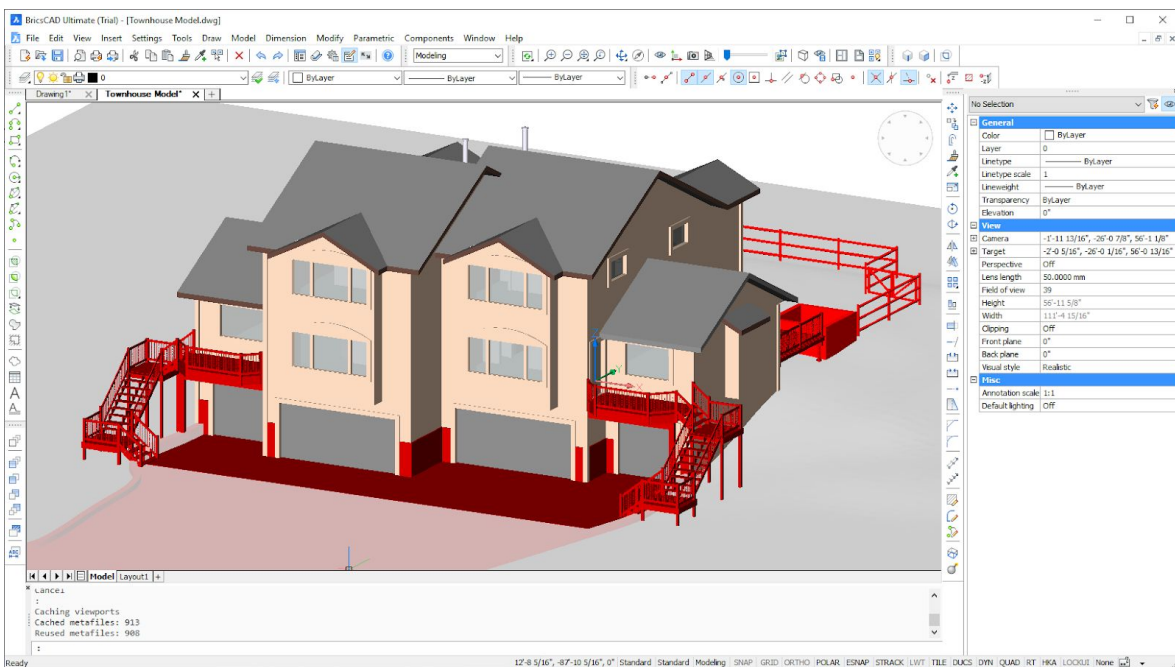 BricsCAD Ultimate (Trial) - [Townhouse Model.dwg]
File Edit View Insert Settings Tools Draw Model Dimension Modify Parametric Components Window Help
Modeling
0 ByLayer ByLayer ByLayer
Drawing1* Townhouse Model*
No Selection
General
Color ByLayer
Layer 0
Linetype ByLayer
Linetype scale 1
Lineweight ByLayer
Transparency ByLayer
Elevation 0"
View
Camera -1'-11 13/16", -26'-0 7/8", 56'-1 1/8"
Target -2'-0 5/16", -26'-0 1/16", 56'-0 13/16"
Perspective Off
Lens length 50.0000 mm
Field of view 39
Height 56'-11 5/8"
Width 111'-4 15/16"
Clipping Off
Front plane 0"
Back plane 0"
Visual style Realistic
Misc
Annotation scale 1:1
Default lighting Off
Model Layout1
Cancel
:
Caching viewports
Cached metafiles: 913
Reused metafiles: 908
:
Ready 12'-8 5/16", -87'-10 5/16", 0" Standard Standard Modeling SNAP GRID ORTHO POLAR ESNAP STRACK LWT TILE DUCS DYN QUAD RT HKA LOCKUI None